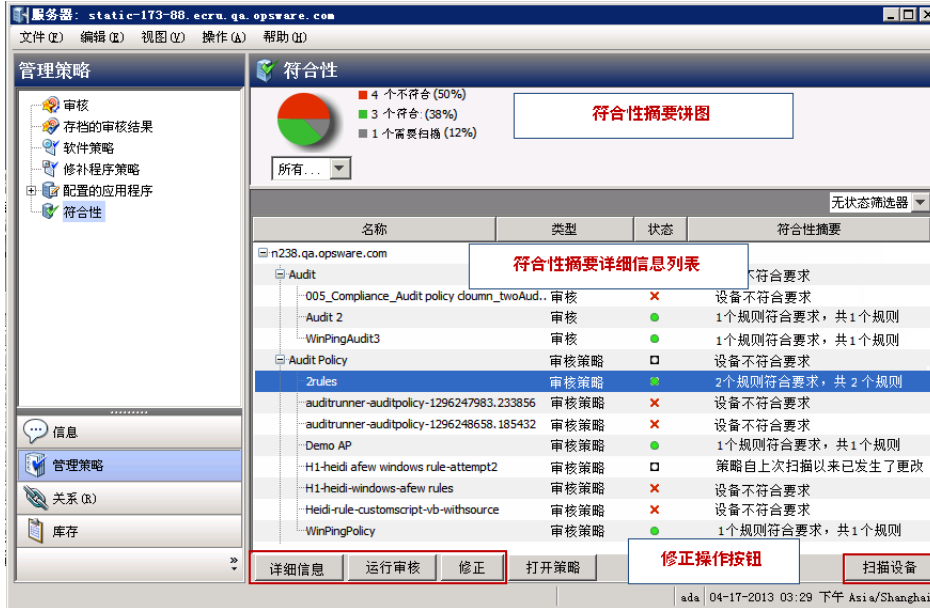 服务器: static-173-88.ecru.qa.opsware.com
文件(F) 编辑(E) 视图(V) 操作(A) 帮助(H)
管理策略
审核
存档的审核结果
软件策略
修补程序策略
配置的应用程序
符合性
信息
管理策略
关系(R)
库存
»
符合性
4 个不符合(50%)
3 个符合:(38%)
1 个需要扫描(12%)
符合性摘要饼图
所有...
无状态筛选器
名称 类型 状态 符合性摘要
n238.qa.opsware.com
符合性摘要详细信息列表
Audit 不符合要求
005_Compliance_Audit policy cloumn_twoAud.. 审核 设备不符合要求
Audit 2 审核 1个规则符合要求，共1个规则
WinPingAudit3 审核 1个规则符合要求，共1个规则
Audit Policy 审核策略 设备不符合要求
2rules 审核策略 2个规则符合要求，共 2 个规则
auditrunner-auditpolicy-1296247983.233856 审核策略 设备不符合要求
auditrunner-auditpolicy-1296248658.185432 审核策略 设备不符合要求
Demo AP 审核策略 1个规则符合要求，共1个规则
H1-heidi afew windows rule-attempt2 审核策略 策略自上次扫描以来已发生了更改
H1-heidi-windows-afew rules 审核策略 设备不符合要求
Heidi-rule-customscript-vb-withsource 审核策略 设备不符合要求
WinPingPolicy 审核策略 1个规则符合要求，共1个规则
修正操作按钮
详细信息 运行审核 修正 打开策略 扫描设备
ada 04-17-2013 03:29 下午 Asia/Shanghai